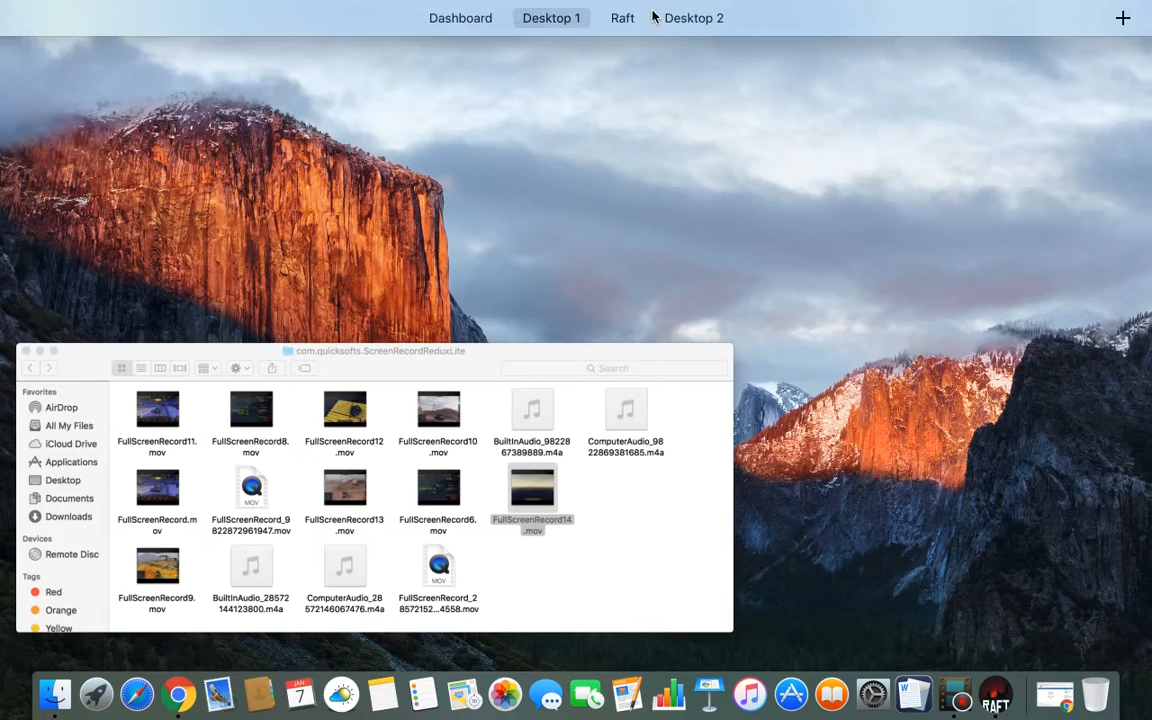 Dashboard Desktop 1 Raft Desktop 2
com.quicksofts.ScreenRecordReduxLite
Search
Favorites
AirDrop
All My Files
iCloud Drive
Applications
Desktop
Documents
Downloads
Devices
Remote Disc
Tags
Red
Orange
Yellow
FullScreenRecord11.
mov
FullScreenRecord8.
mov
FullScreenRecord12
.mov
FullScreenRecord10
.mov
BuiltInAudio_98228
67389889.m4a
ComputerAudio_98
22869381685.m4a
FullScreenRecord.m
ov
MOV
FullScreenRecord_9
822872961947.mov
FullScreenRecord13
.mov
FullScreenRecord6.
mov
FullScreenRecord14
.mov
FullScreenRecord9.
mov
BuiltInAudio_28572
144123800.m4a
ComputerAudio_28
572146067476.m4a
MOV
FullScreenRecord_2
8572152...4558.mov
JAN
7
W
RAFT